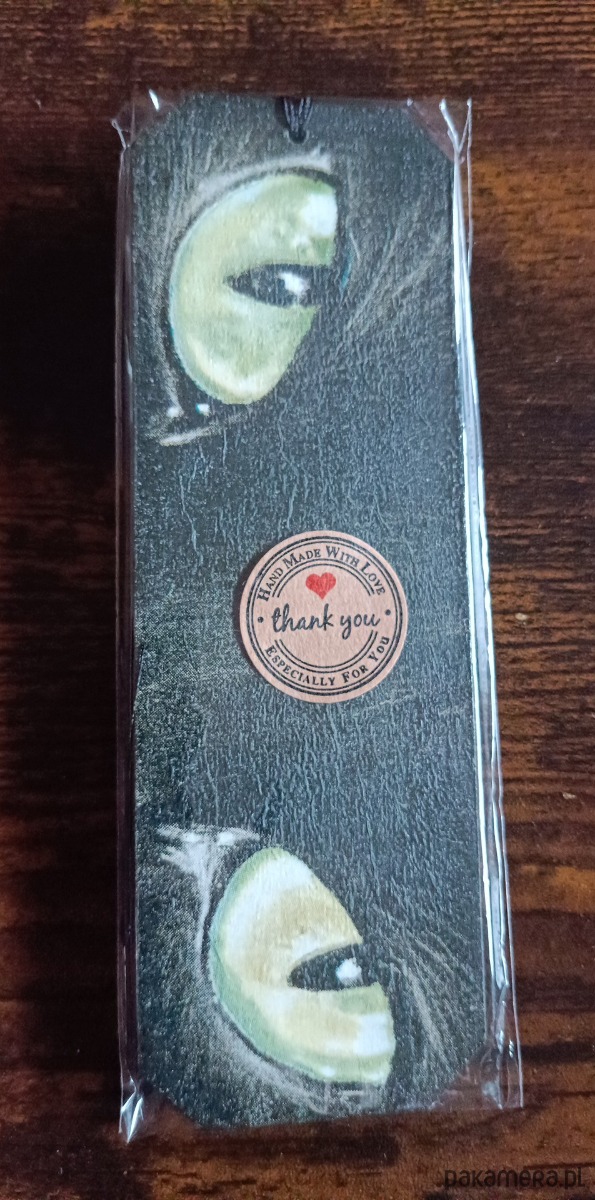 Hand Made With Love
thank you
Especially For You
pakamera.pl